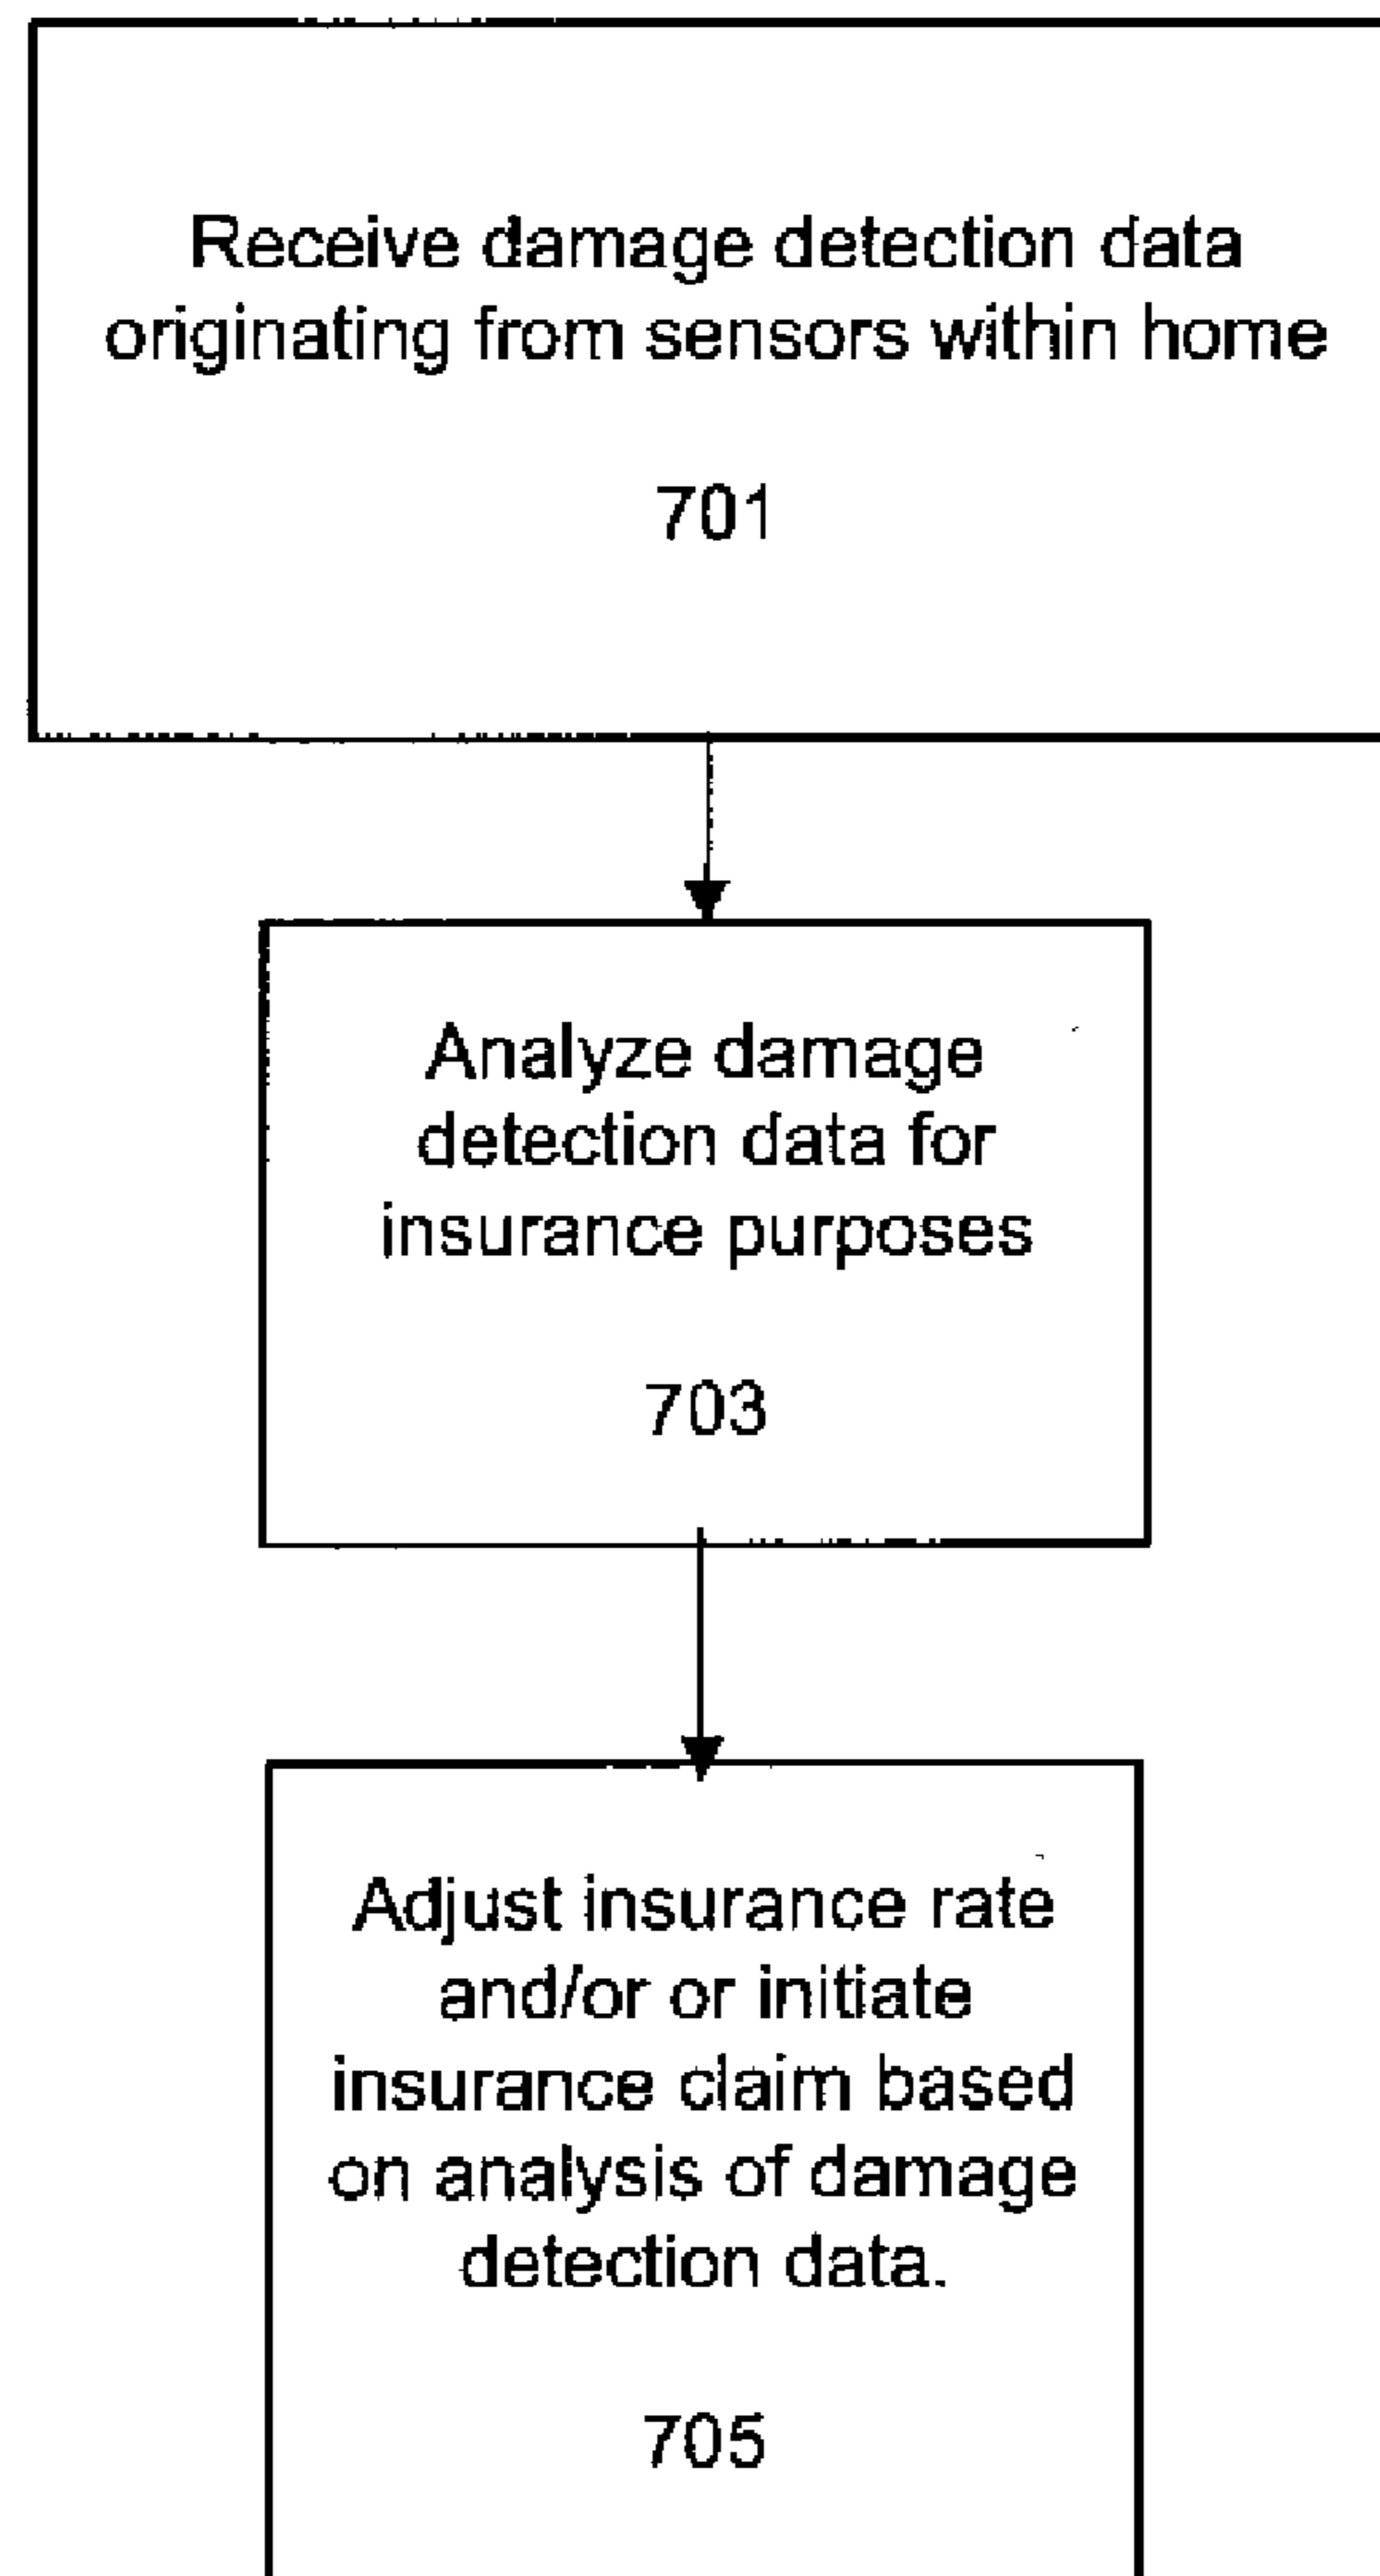 Receive damage detection data
originating from sensors within home
701
Analyze damage
detection data for
insurance purposes
703
Adjust insurance rate
and/or or initiate
insurance claim based
on analysis of damage
detection data.
705